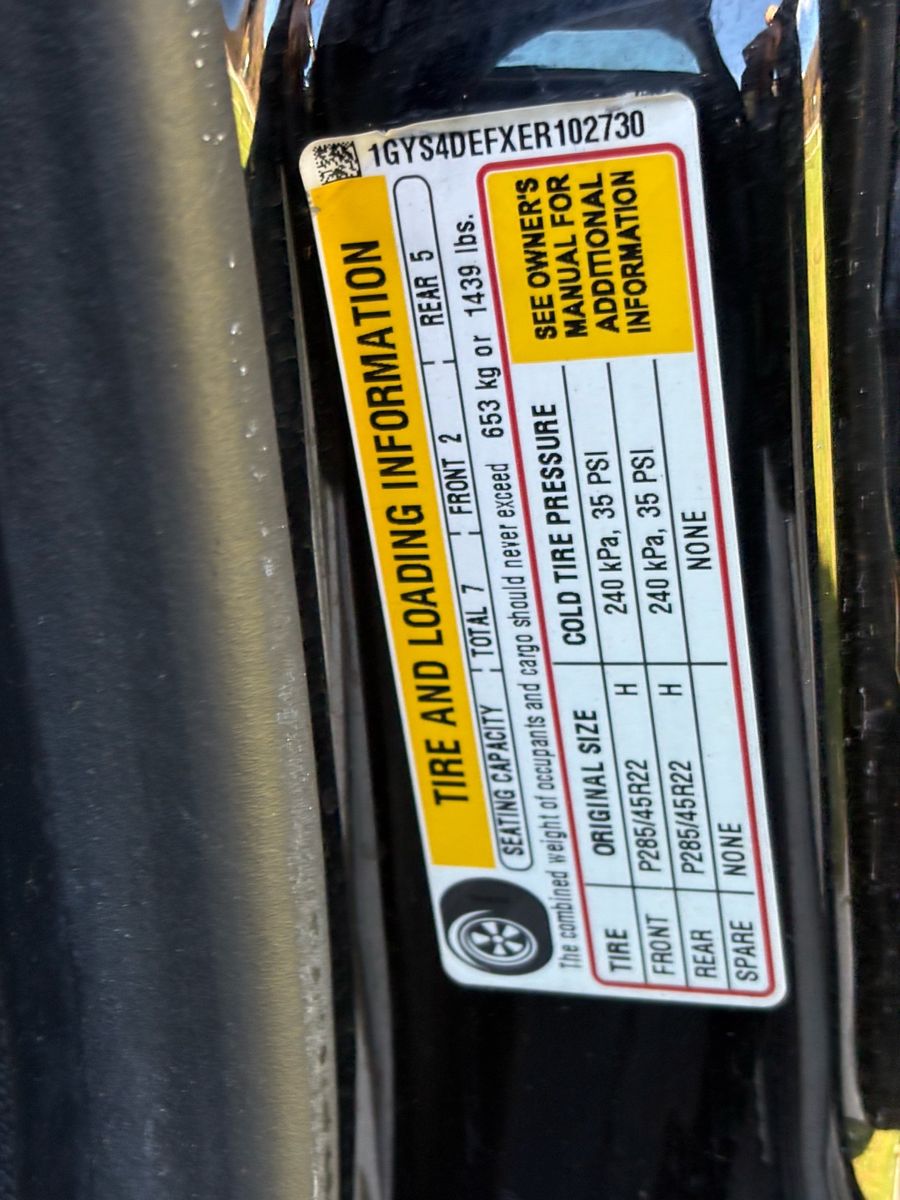 1GYS4DEFXER102730
TIRE AND LOADING INFORMATION
SEATING CAPACITY TOTAL 7 FRONT 2 REAR 5
The combined weight of occupants and cargo should never exceed 653 kg or 1439 lbs.
TIRE ORIGINAL SIZE COLD TIRE PRESSURE
FRONT P285/45R22 H 240 kPa, 35 PSI
REAR P285/45R22 H 240 kPa, 35 PSI
SPARE NONE NONE
SEE OWNER'S
MANUAL FOR
ADDITIONAL
INFORMATION